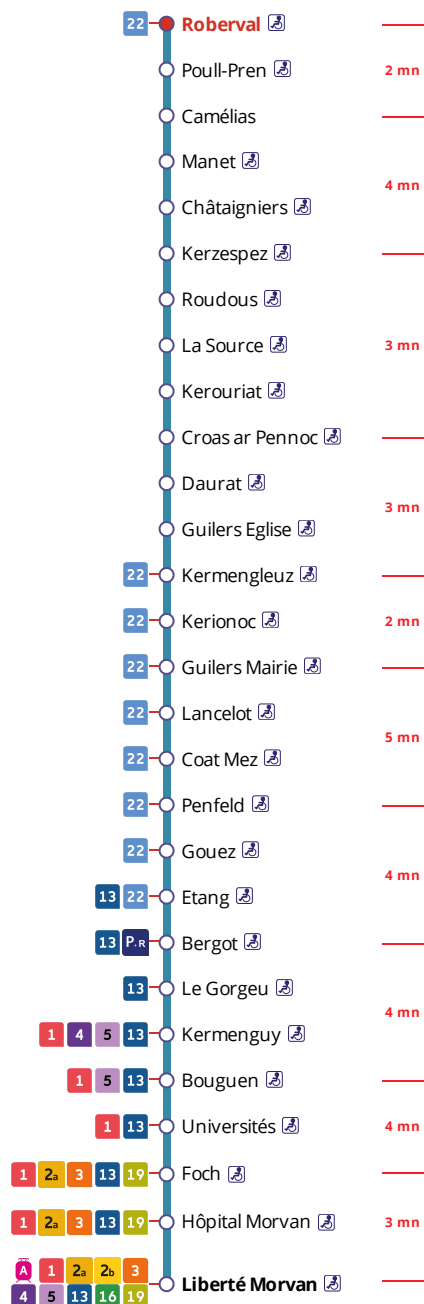 22 Roberval
Poull-Pren 2 mn
Camélias
Manet
4 mn
Châtaigniers
Kerzespez
Roudous
La Source 3 mn
Kerouriat
Croas ar Pennoc
Daurat
3 mn
Guilers Eglise
22 Kermengleuz
22 Kerionoc 2 mn
22 Guilers Mairie
22 Lancelot
5 mn
22 Coat Mez
22 Penfeld
22 Gouez
4 mn
13 22 Etang
13 P+R Bergot
13 Le Gorgeu
4 mn
1 4 5 13 Kermenguy
1 5 13 Bouguen
1 13 Universités 4 mn
1 2a 3 13 19 Foch
1 2a 3 13 19 Hôpital Morvan 3 mn
A 1 2a 2b 3
4 5 13 16 19 Liberté Morvan